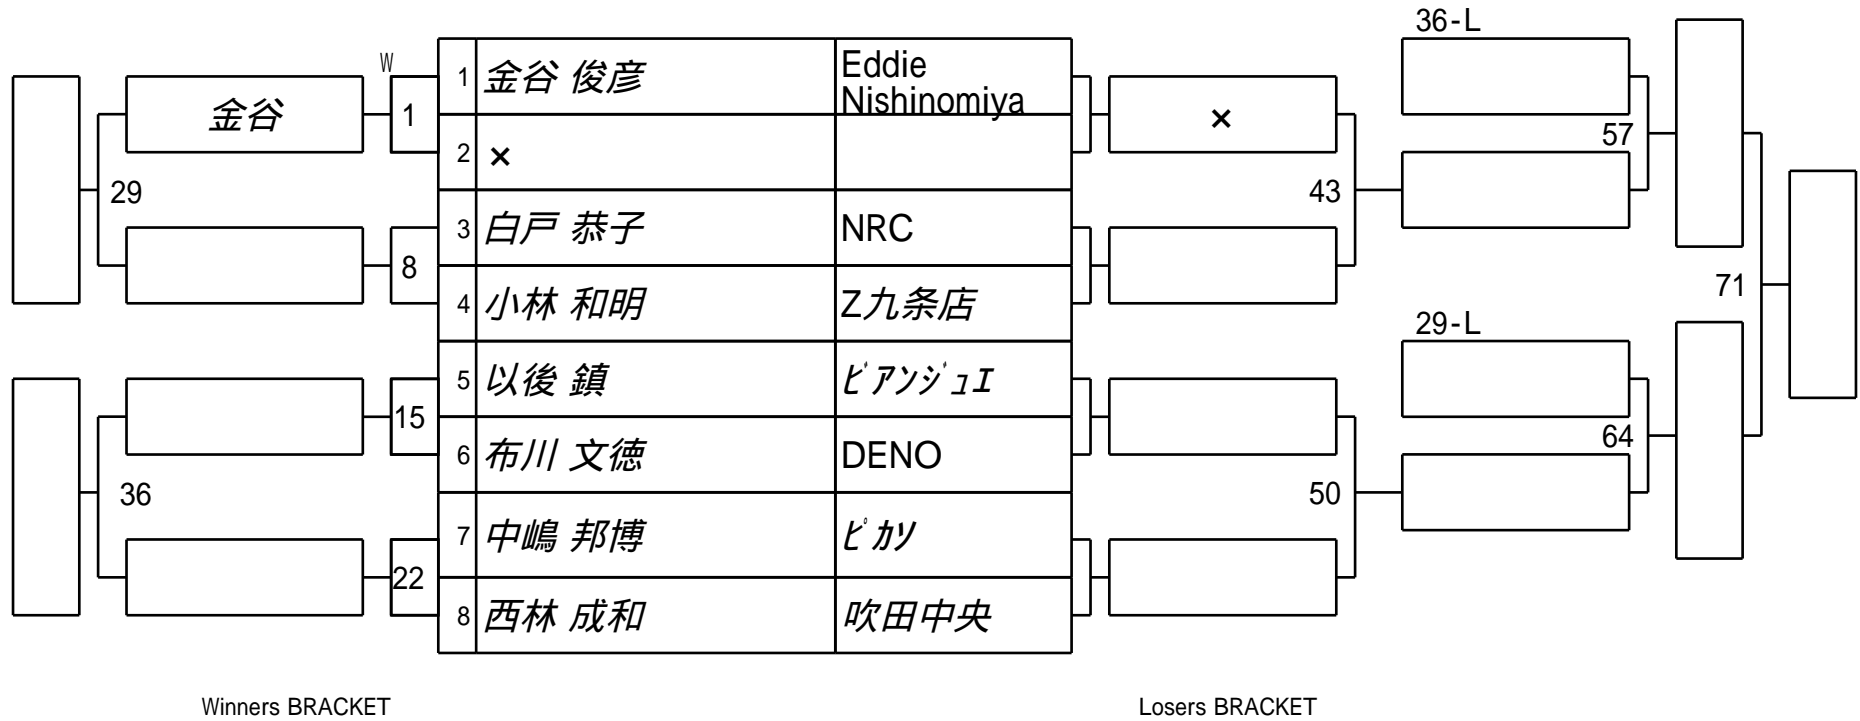 36-L
W
1 金谷 俊彦 Eddie
Nishinomiya
金谷 1 ×
2 × 57
29 43
3 白戸 恭子 NRC
8
4 小林 和明 Z九条店 71
29-L
5 以後 鎮 ﾋﾞｱﾝｼﾞｭｴ
15
6 布川 文徳 DENO 64
36 50
7 中嶋 邦博 ﾋﾟｶｿ
22
8 西林 成和 吹田中央
Winners BRACKET Losers BRACKET